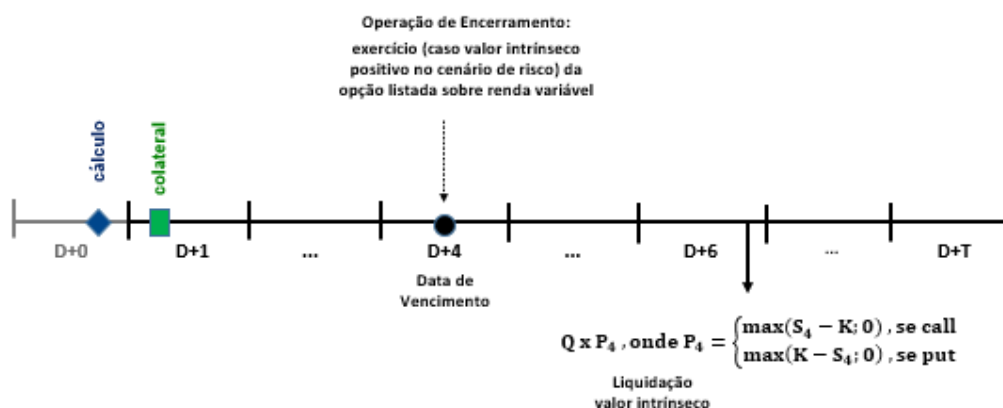 Operação de Encerramento:
exercício (caso valor intrínseco
positivo no cenário de risco) da
opção listada sobre renda variável
cálculo
colateral
D+0
D+1
...
D+4
...
D+6
...
D+T
Data de
Vencimento
Q x P₄ , onde P₄ = { max(S₄ − K; 0) , se call
max(K − S₄; 0) , se put
Liquidação
valor intrínseco